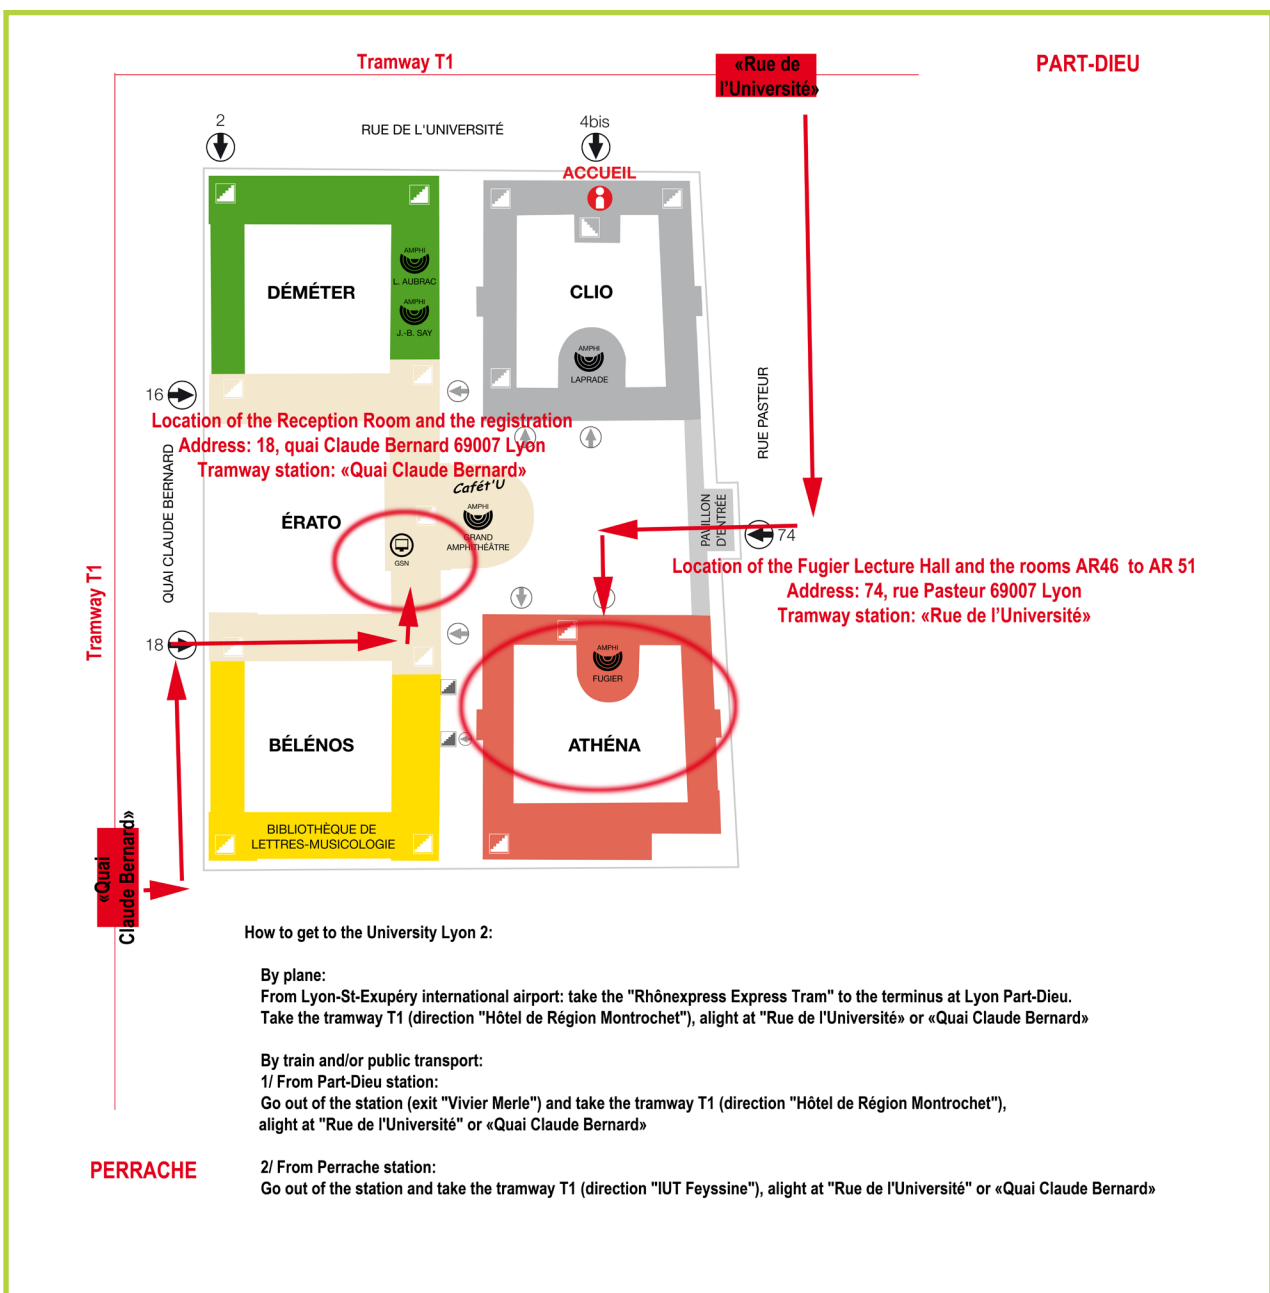 Tramway T1
«Rue de
l'Université»
PART-DIEU
2
RUE DE L'UNIVERSITÉ
4bis
ACCUEIL
AMPHI
L. AUBRAC
DÉMÉTER
CLIO
AMPHI
J.-B. SAY
AMPHI
LAPRADE
16
RUE PASTEUR
Location of the Reception Room and the registration
Address: 18, quai Claude Bernard 69007 Lyon
Tramway station: «Quai Claude Bernard»
QUAI CLAUDE BERNARD
Cafét'U
AMPHI
GRAND
AMPHITHÉÂTRE
ÉRATO
GSN
PAVILLON
D'ENTRÉE
74
Location of the Fugier Lecture Hall and the rooms AR46 to AR 51
Address: 74, rue Pasteur 69007 Lyon
Tramway station: «Rue de l'Université»
Tramway T1
18
AMPHI
FUGIER
BÉLÉNOS
ATHÉNA
BIBLIOTHÈQUE DE
LETTRES-MUSICOLOGIE
«Quai
Claude Bernard»
How to get to the University Lyon 2:
By plane:
From Lyon-St-Exupéry international airport: take the "Rhônexpress Express Tram" to the terminus at Lyon Part-Dieu.
Take the tramway T1 (direction "Hôtel de Région Montrochet"), alight at "Rue de l'Université» or «Quai Claude Bernard»
By train and/or public transport:
1/ From Part-Dieu station:
Go out of the station (exit "Vivier Merle") and take the tramway T1 (direction "Hôtel de Région Montrochet"),
alight at "Rue de l'Université" or «Quai Claude Bernard»
PERRACHE
2/ From Perrache station:
Go out of the station and take the tramway T1 (direction "IUT Feyssine"), alight at "Rue de l'Université" or «Quai Claude Bernard»